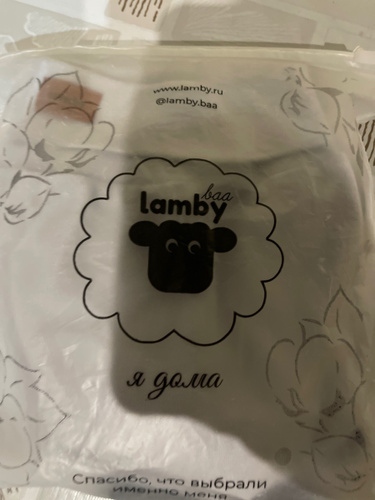 www.lamby.ru
@lamby.baa
baa
lamby
я дома
Спасибо, что выбрали
именно меня